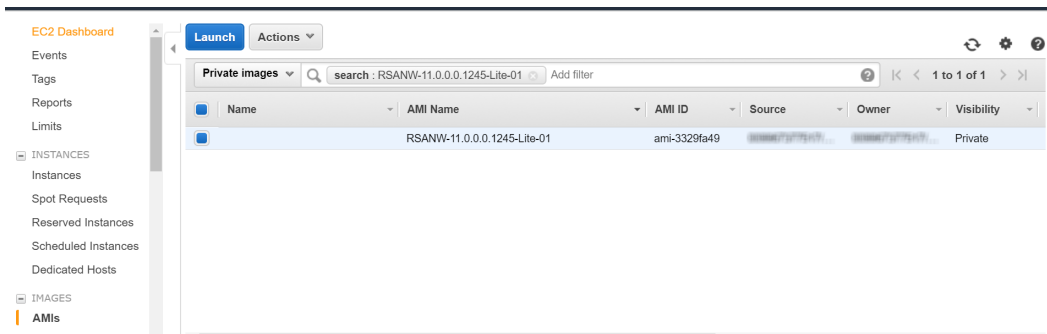 EC2 Dashboard
Events
Tags
Reports
Limits
INSTANCES
Instances
Spot Requests
Reserved Instances
Scheduled Instances
Dedicated Hosts
IMAGES
AMIs
Launch Actions
Private images search : RSANW-11.0.0.0.1245-Lite-01 Add filter 1 to 1 of 1
Name AMI Name AMI ID Source Owner Visibility
RSANW-11.0.0.0.1245-Lite-01 ami-3329fa49 Private